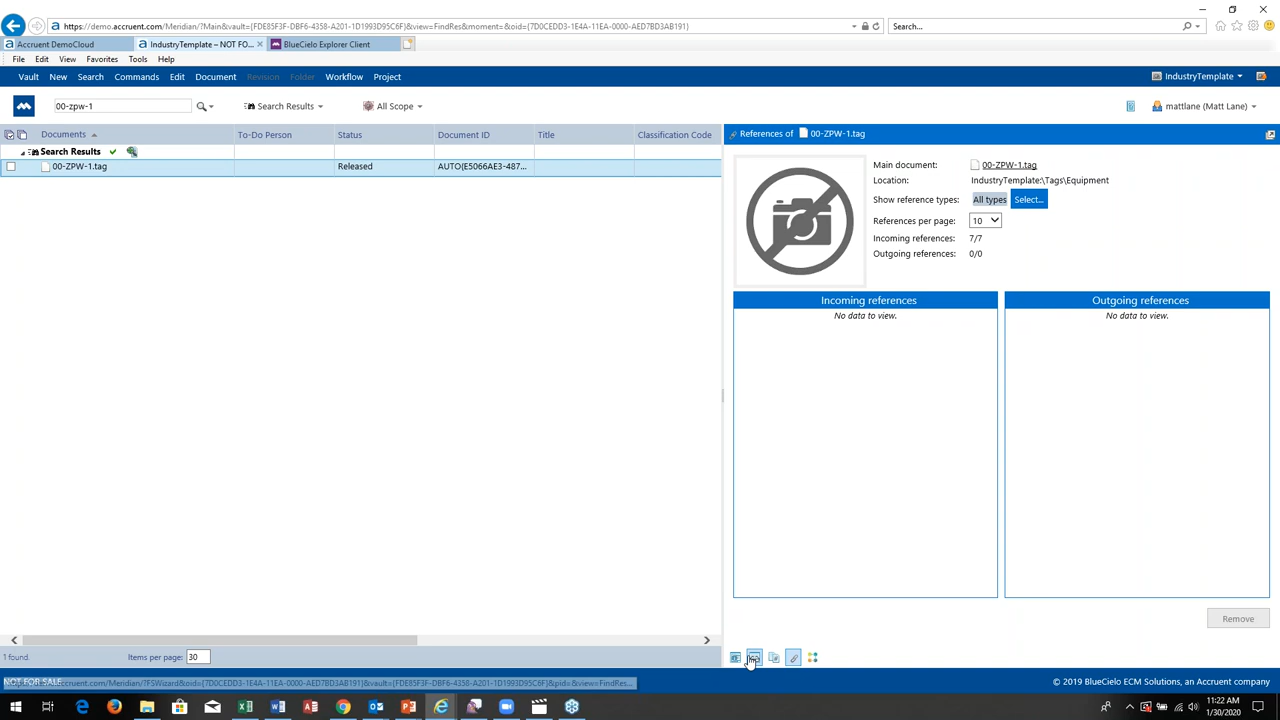 https://demo.accruent.com/Meridian/?Main&vault={FDE85F3F-DBF6-4358-A201-1D1993D95C6F}&view=FindRes&moment=&oid={7D0CEDD3-1E4A-11EA-0000-AED7BD3AB191}
Search...
Accruent DemoCloud
IndustryTemplate – NOT FO...
BlueCielo Explorer Client
File Edit View Favorites Tools Help
Vault New Search Commands Edit Document Revision Folder Workflow Project
IndustryTemplate
00-zpw-1
Search Results
All Scope
mattlane (Matt Lane)
Documents To-Do Person Status Document ID Title Classification Code
References of 00-ZPW-1.tag
Search Results
00-ZPW-1.tag Released AUTO{E5066AE3-487...
Main document: 00-ZPW-1.tag
Location: IndustryTemplate:\Tags\Equipment
Show reference types: All types Select...
References per page: 10
Incoming references: 7/7
Outgoing references: 0/0
Incoming references Outgoing references
No data to view. No data to view.
Remove
1 found. Items per page: 30
NOT FOR SALE
© 2019 BlueCielo ECM Solutions, an Accruent company
11:22 AM
1/30/2020